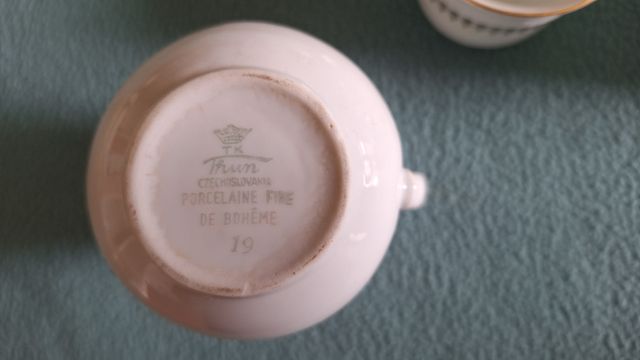 TK
Thun
CZECHOSLOVAKIA
PORCELAINE FINE
DE BOHÊME
19